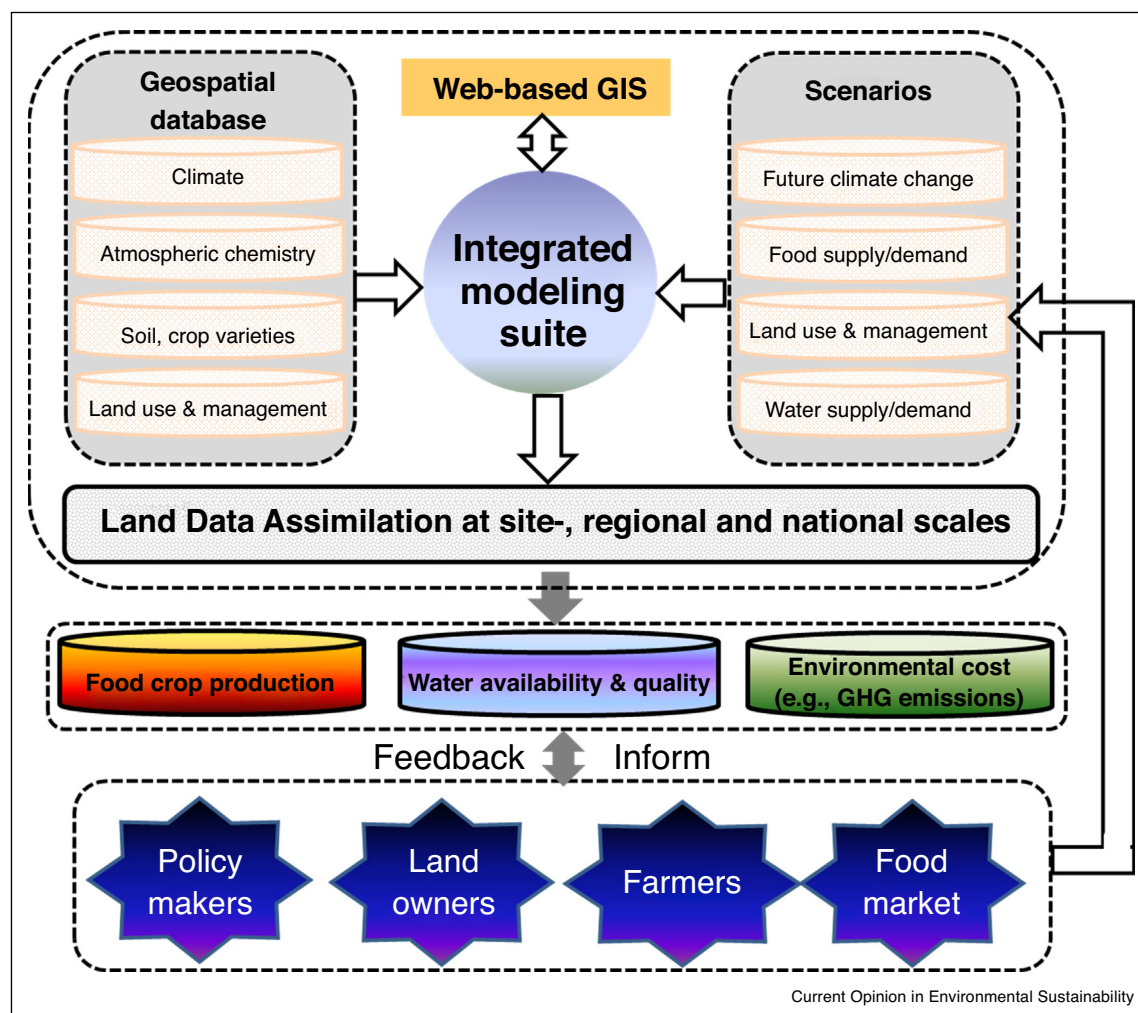 Geospatial
database
Climate
Atmospheric chemistry
Soil, crop varieties
Land use & management
Web-based GIS
Integrated
modeling
suite
Scenarios
Future climate change
Food supply/demand
Land use & management
Water supply/demand
Land Data Assimilation at site-, regional and national scales
Food crop production
Water availability & quality
Environmental cost
(e.g., GHG emissions)
Feedback
Inform
Policy
makers
Land
owners
Farmers
Food
market
Current Opinion in Environmental Sustainability